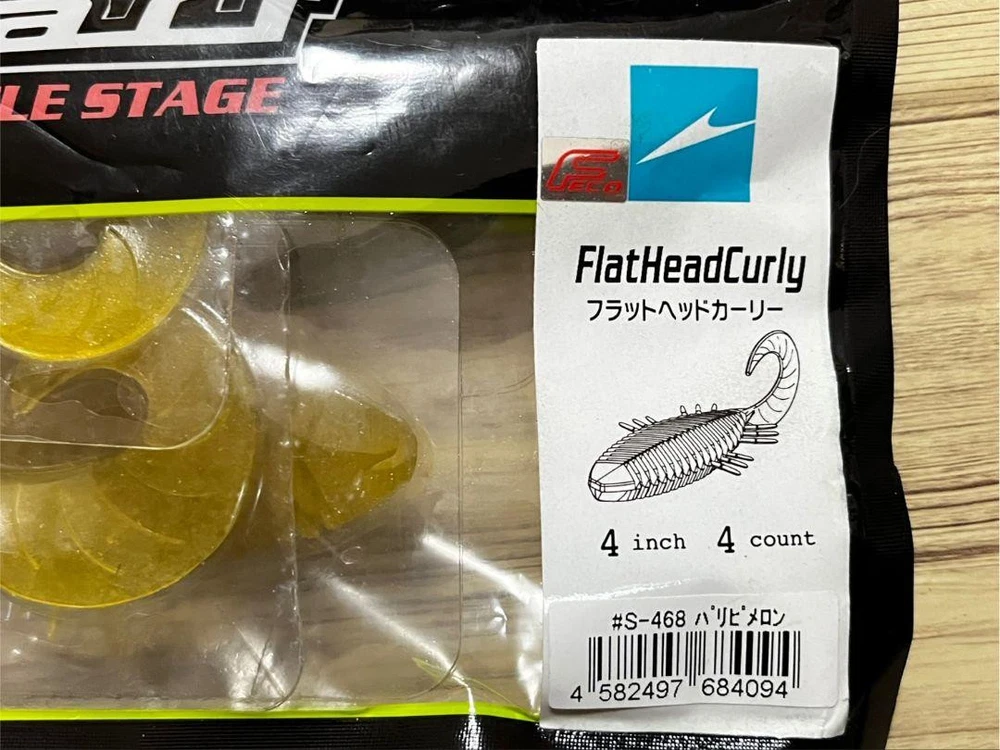 LE STAGE
FECO
FlatHeadCurly
フラットヘッドカーリー
4 inch 4 count
#S-468 ﾊﾟﾘﾋﾟﾒﾛﾝ
4 582497 684094